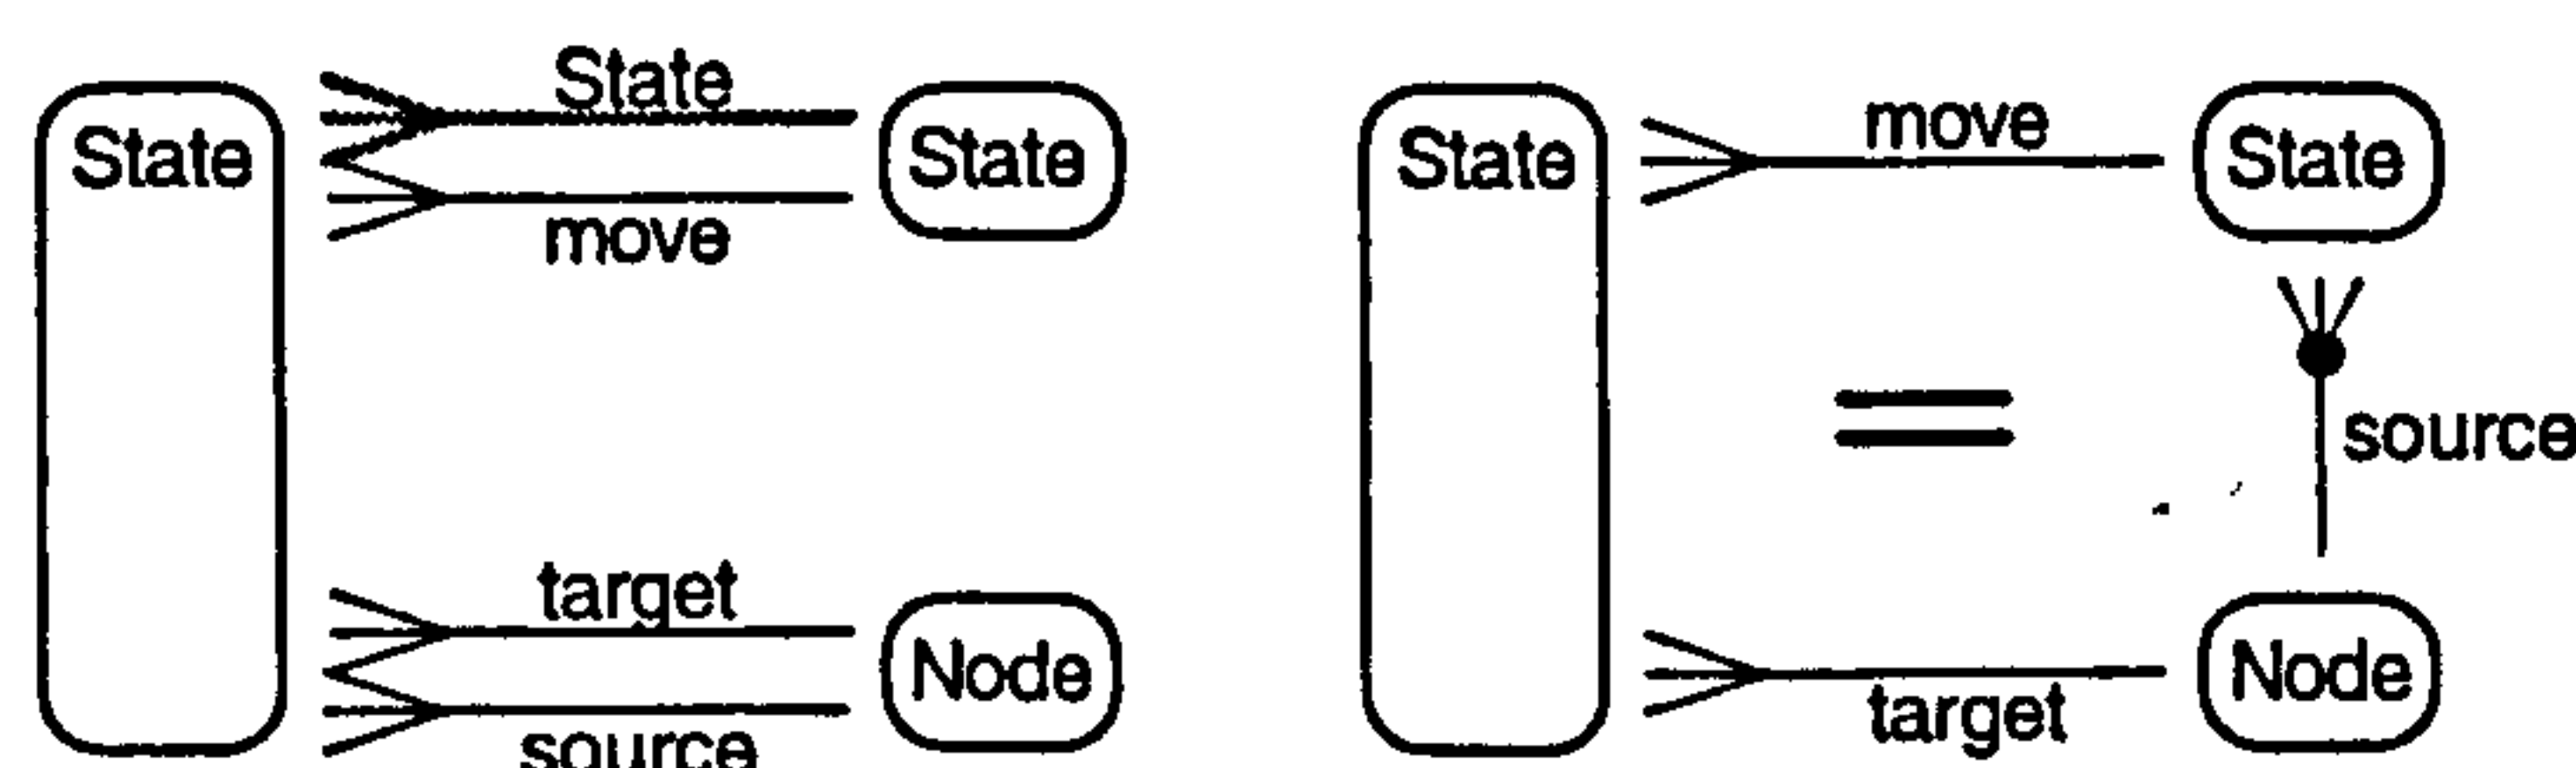 State
State
State
move
target
Node
source
State
move
State
source
Node
target